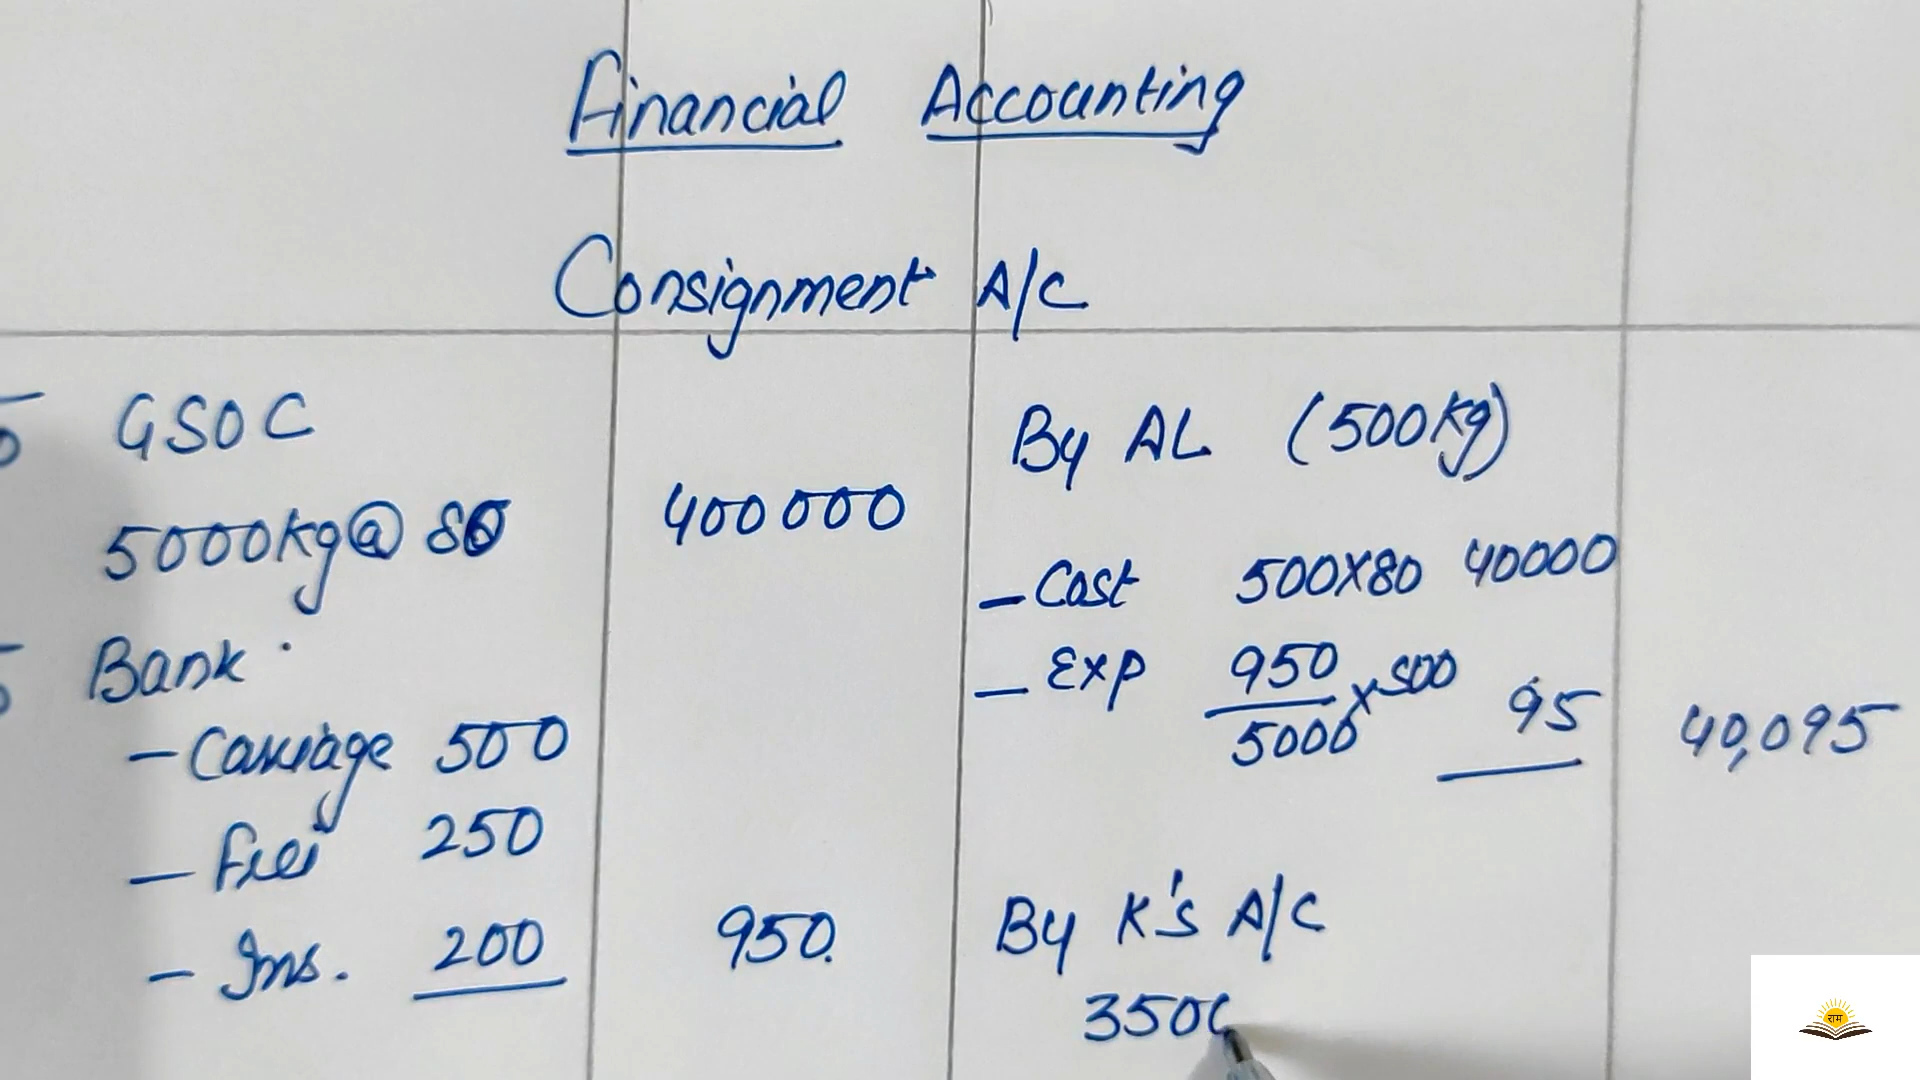 Financial Accounting
Consignment A/C
GSOC
5000kg@ 80
400000
Bank
- Carriage 500
- Fees 250
- Ins. 200
950.
By AL (500kg)
- Cost 500X80 40000
- Exp 950/5000 x 500 95
40,095
By K's A/C
3500
राम